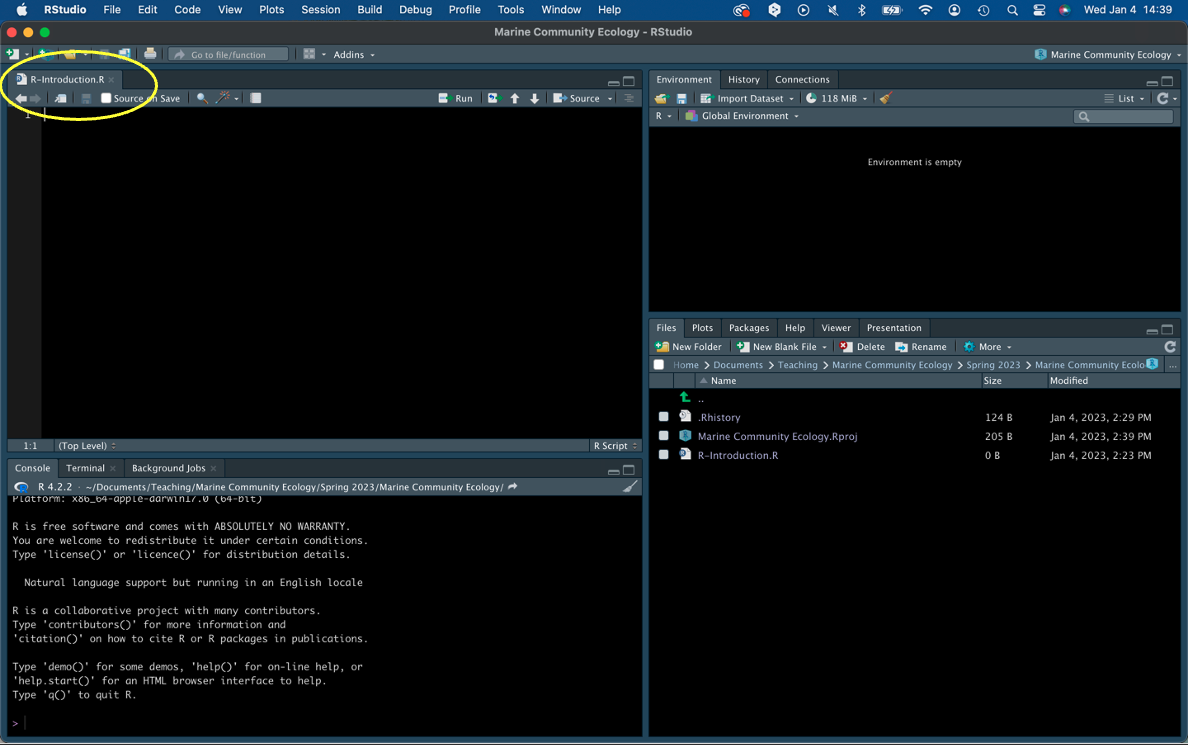 RStudio File Edit Code View Plots Session Build Debug Profile Tools Window Help Wed Jan 4 14:39
Marine Community Ecology - RStudio
Go to file/function Addins Marine Community Ecology
R-Introduction.R
Source on Save Run Source
1
1:1 (Top Level) R Script
Console Terminal Background Jobs
R 4.2.2 · ~/Documents/Teaching/Marine Community Ecology/Spring 2023/Marine Community Ecology/
Platform: x86_64-apple-darwin17.0 (64-bit)
R is free software and comes with ABSOLUTELY NO WARRANTY.
You are welcome to redistribute it under certain conditions.
Type 'license()' or 'licence()' for distribution details.
Natural language support but running in an English locale
R is a collaborative project with many contributors.
Type 'contributors()' for more information and
'citation()' on how to cite R or R packages in publications.
Type 'demo()' for some demos, 'help()' for on-line help, or
'help.start()' for an HTML browser interface to help.
Type 'q()' to quit R.
>
Environment History Connections
Import Dataset 118 MiB List
R Global Environment
Environment is empty
Files Plots Packages Help Viewer Presentation
New Folder New Blank File Delete Rename More
Home > Documents > Teaching > Marine Community Ecology > Spring 2023 > Marine Community Ecolo ...
Name Size Modified
..
.Rhistory 124 B Jan 4, 2023, 2:29 PM
Marine Community Ecology.Rproj 205 B Jan 4, 2023, 2:39 PM
R-Introduction.R 0 B Jan 4, 2023, 2:23 PM